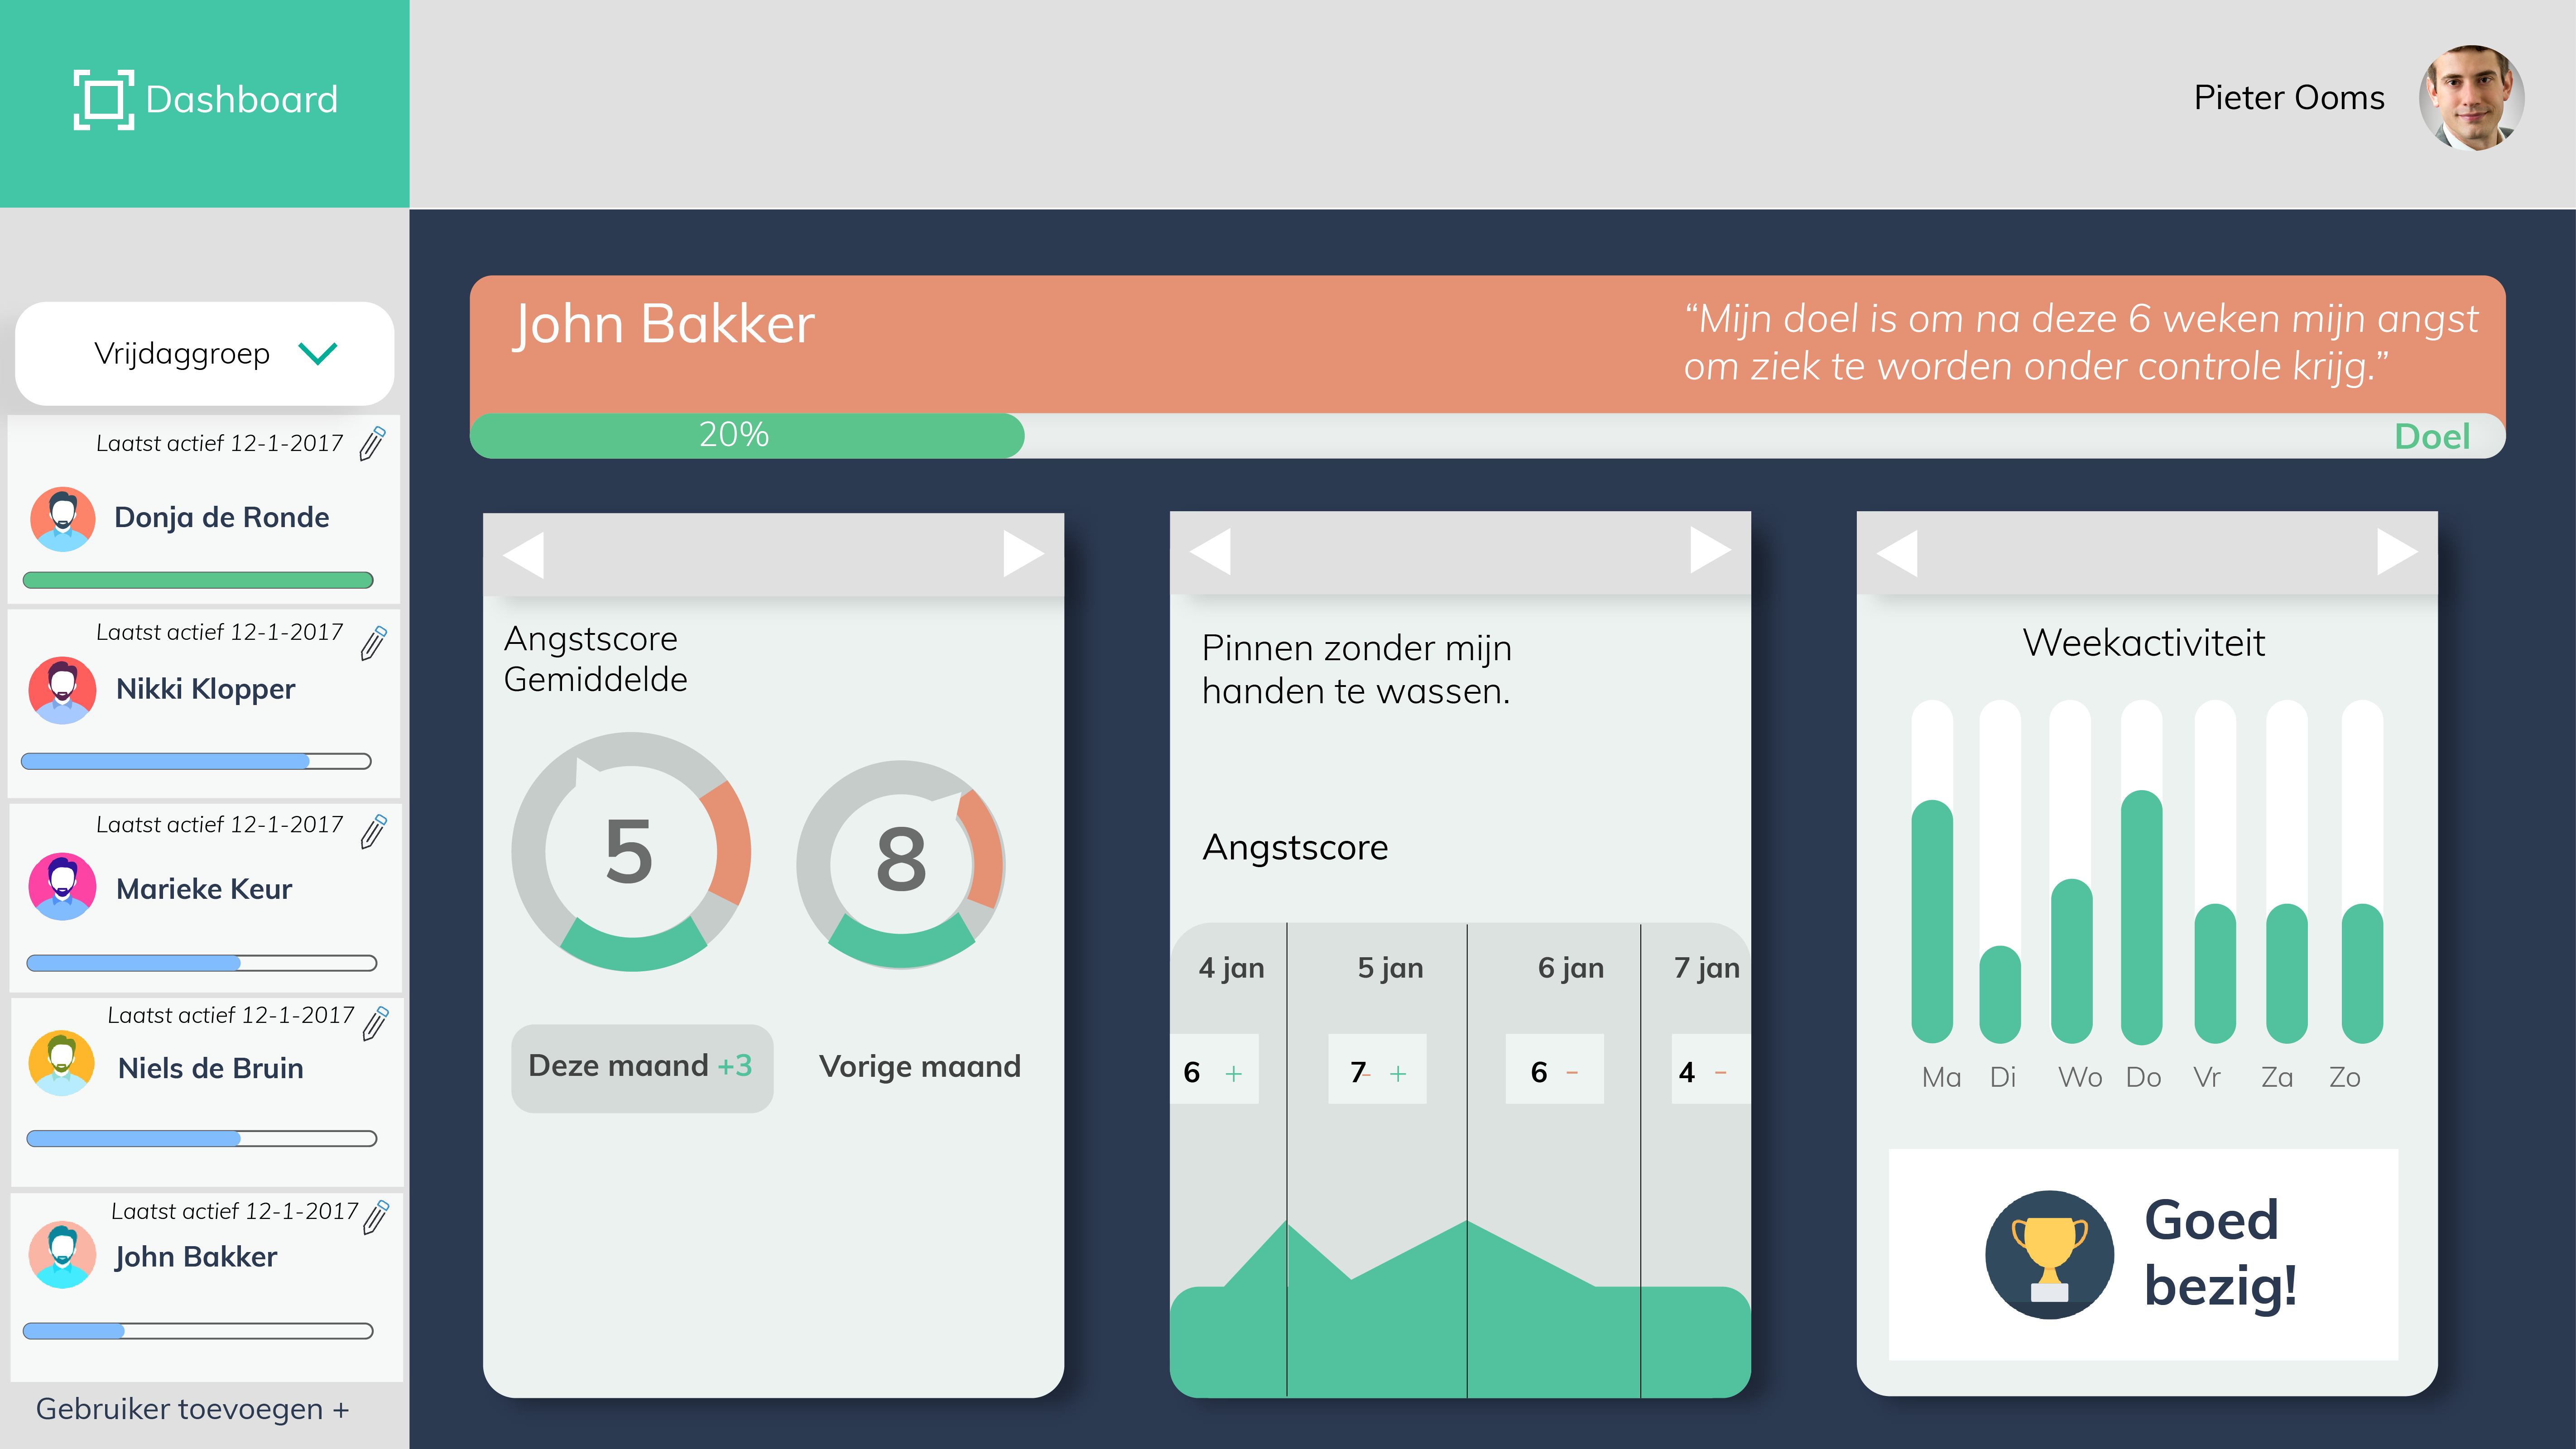 Dashboard
Pieter Ooms
Vrijdaggroep
Laatst actief 12-1-2017
Donja de Ronde
Laatst actief 12-1-2017
Nikki Klopper
Laatst actief 12-1-2017
Marieke Keur
Laatst actief 12-1-2017
Niels de Bruin
Laatst actief 12-1-2017
John Bakker
Gebruiker toevoegen +
John Bakker
“Mijn doel is om na deze 6 weken mijn angst
om ziek te worden onder controle krijg.”
20%
Doel
Angstscore
Gemiddelde
5
8
Deze maand +3
Vorige maand
Pinnen zonder mijn
handen te wassen.
Angstscore
4 jan 5 jan 6 jan 7 jan
6 + 7- + 6 - 4 -
Weekactiviteit
Ma Di Wo Do Vr Za Zo
Goed
bezig!